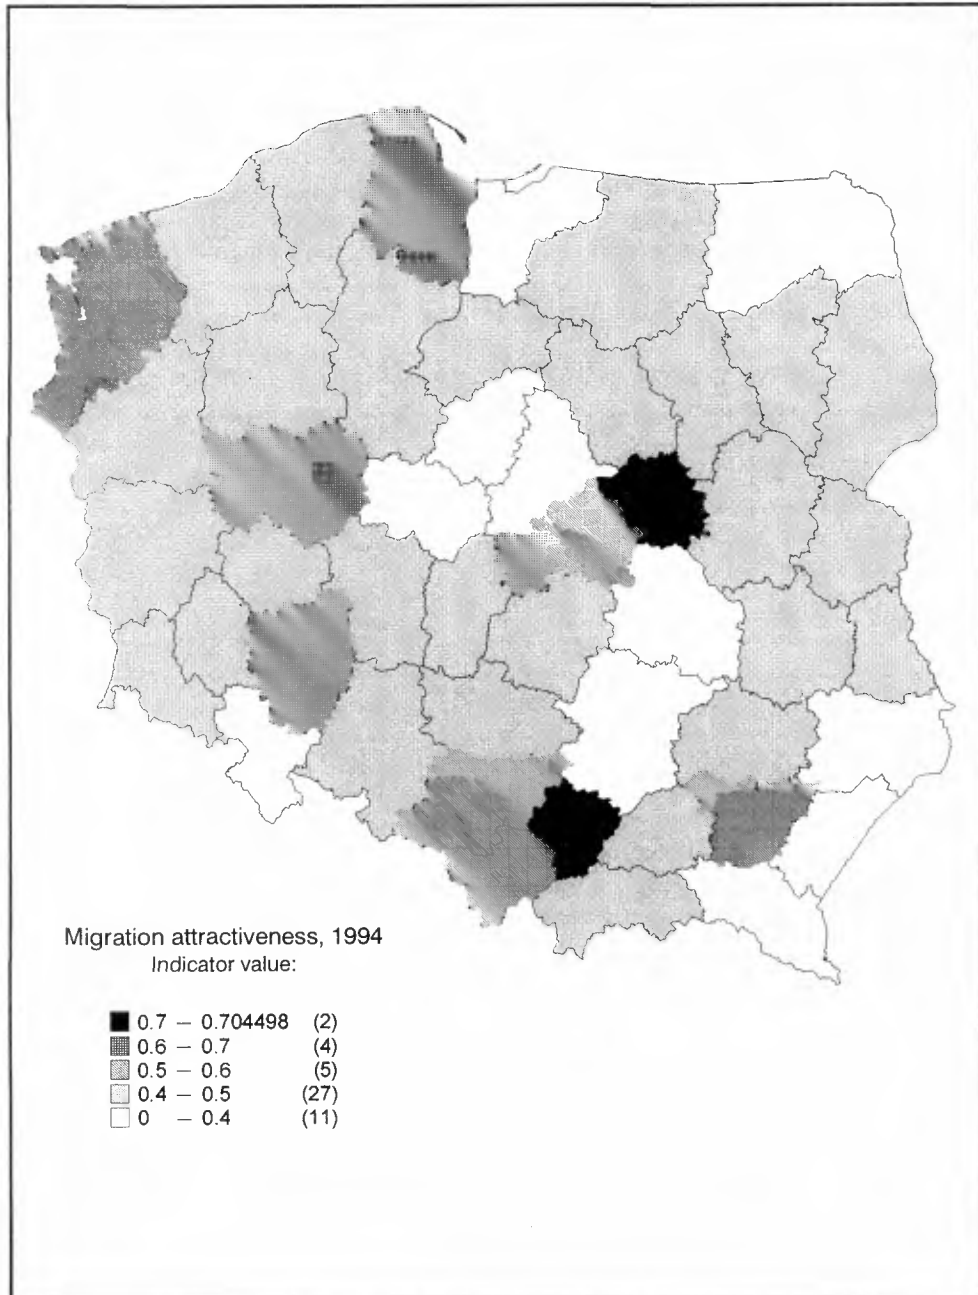 Migration attractiveness, 1994
Indicator value:
0.7 – 0.704498 (2)
0.6 – 0.7 (4)
0.5 – 0.6 (5)
0.4 – 0.5 (27)
0 – 0.4 (11)